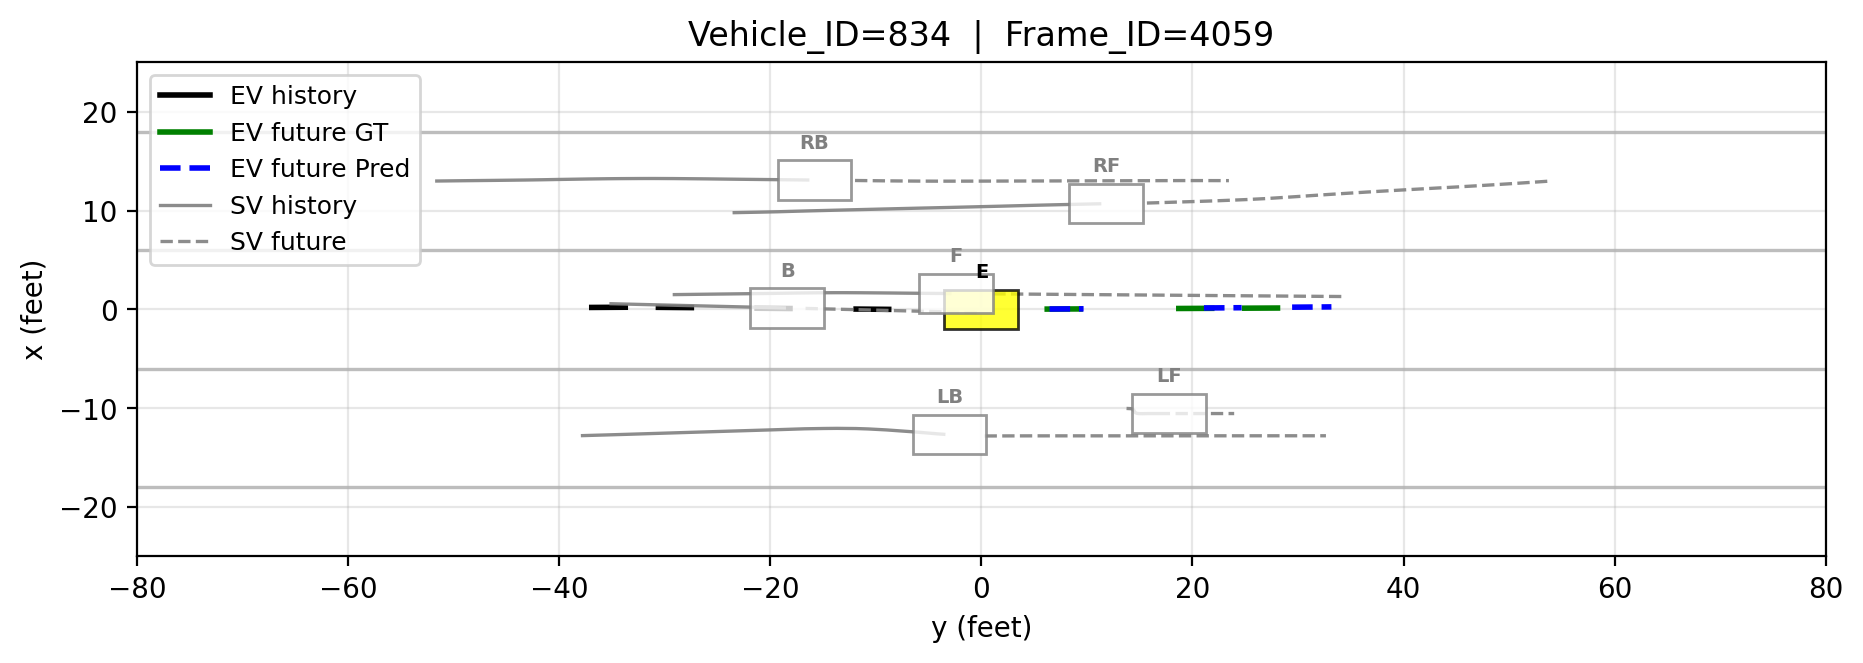 Vehicle_ID=834 | Frame_ID=4059
EV history
EV future GT
EV future Pred
SV history
SV future
RB
RF
F
E
B
LF
LB
20
10
0
−10
−20
x (feet)
−80
−60
−40
−20
0
20
40
60
80
y (feet)